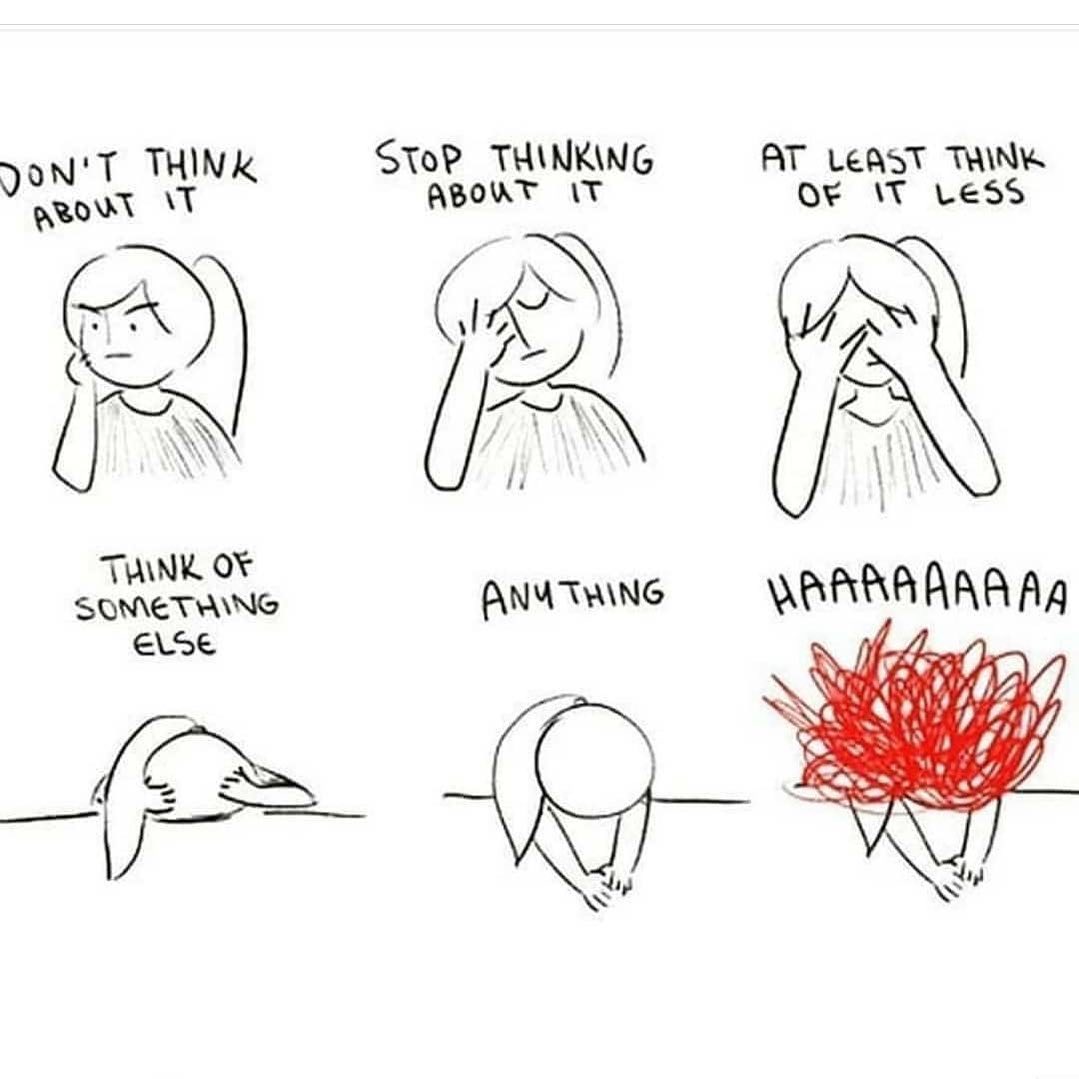 DON'T THINK
ABOUT IT
STOP THINKING
ABOUT IT
AT LEAST THINK
OF IT LESS
THINK OF
SOMETHING
ELSE
ANYTHING
HAAAAAAAAA